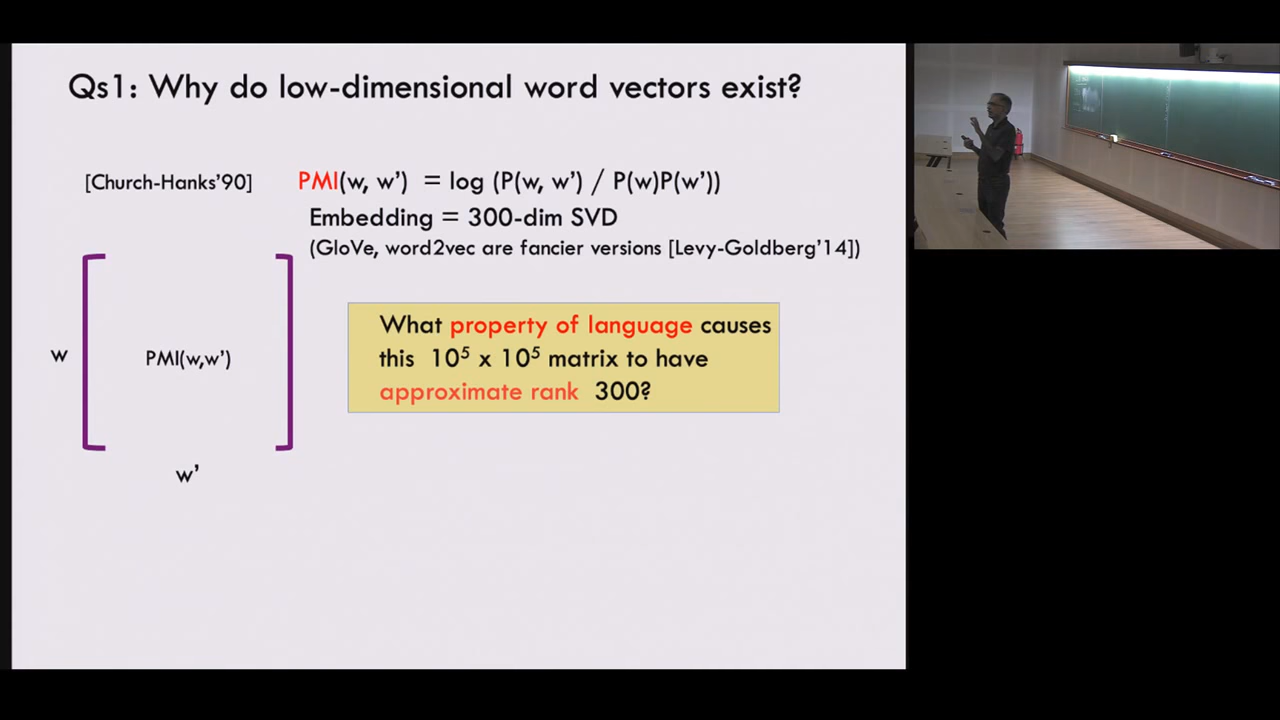 Qs1: Why do low-dimensional word vectors exist?
[Church-Hanks’90] PMI(w, w’) = log (P(w, w’) / P(w)P(w’))
Embedding = 300-dim SVD
(GloVe, word2vec are fancier versions [Levy-Goldberg’14])
What property of language causes
this 10⁵ x 10⁵ matrix to have
approximate rank 300?
w
PMI(w,w’)
w’